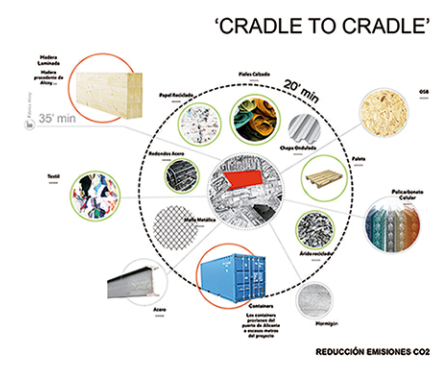 'CRADLE TO CRADLE'
Madera
Laminada
Madera
procedente de
Alcoy...
35' min
Papel Reciclado
Pieles Calzado
20' min
OSB
Chapa Ondulada
Redondos Acero
Palets
Textil
Policarbonato
Celular
Malla Metálica
Árido reciclado
Acero
Containers
Los containers
provienen del
puerto de Alicante
a escasos metros
del proyecto
Hormigón
REDUCCIÓN EMISIONES CO2